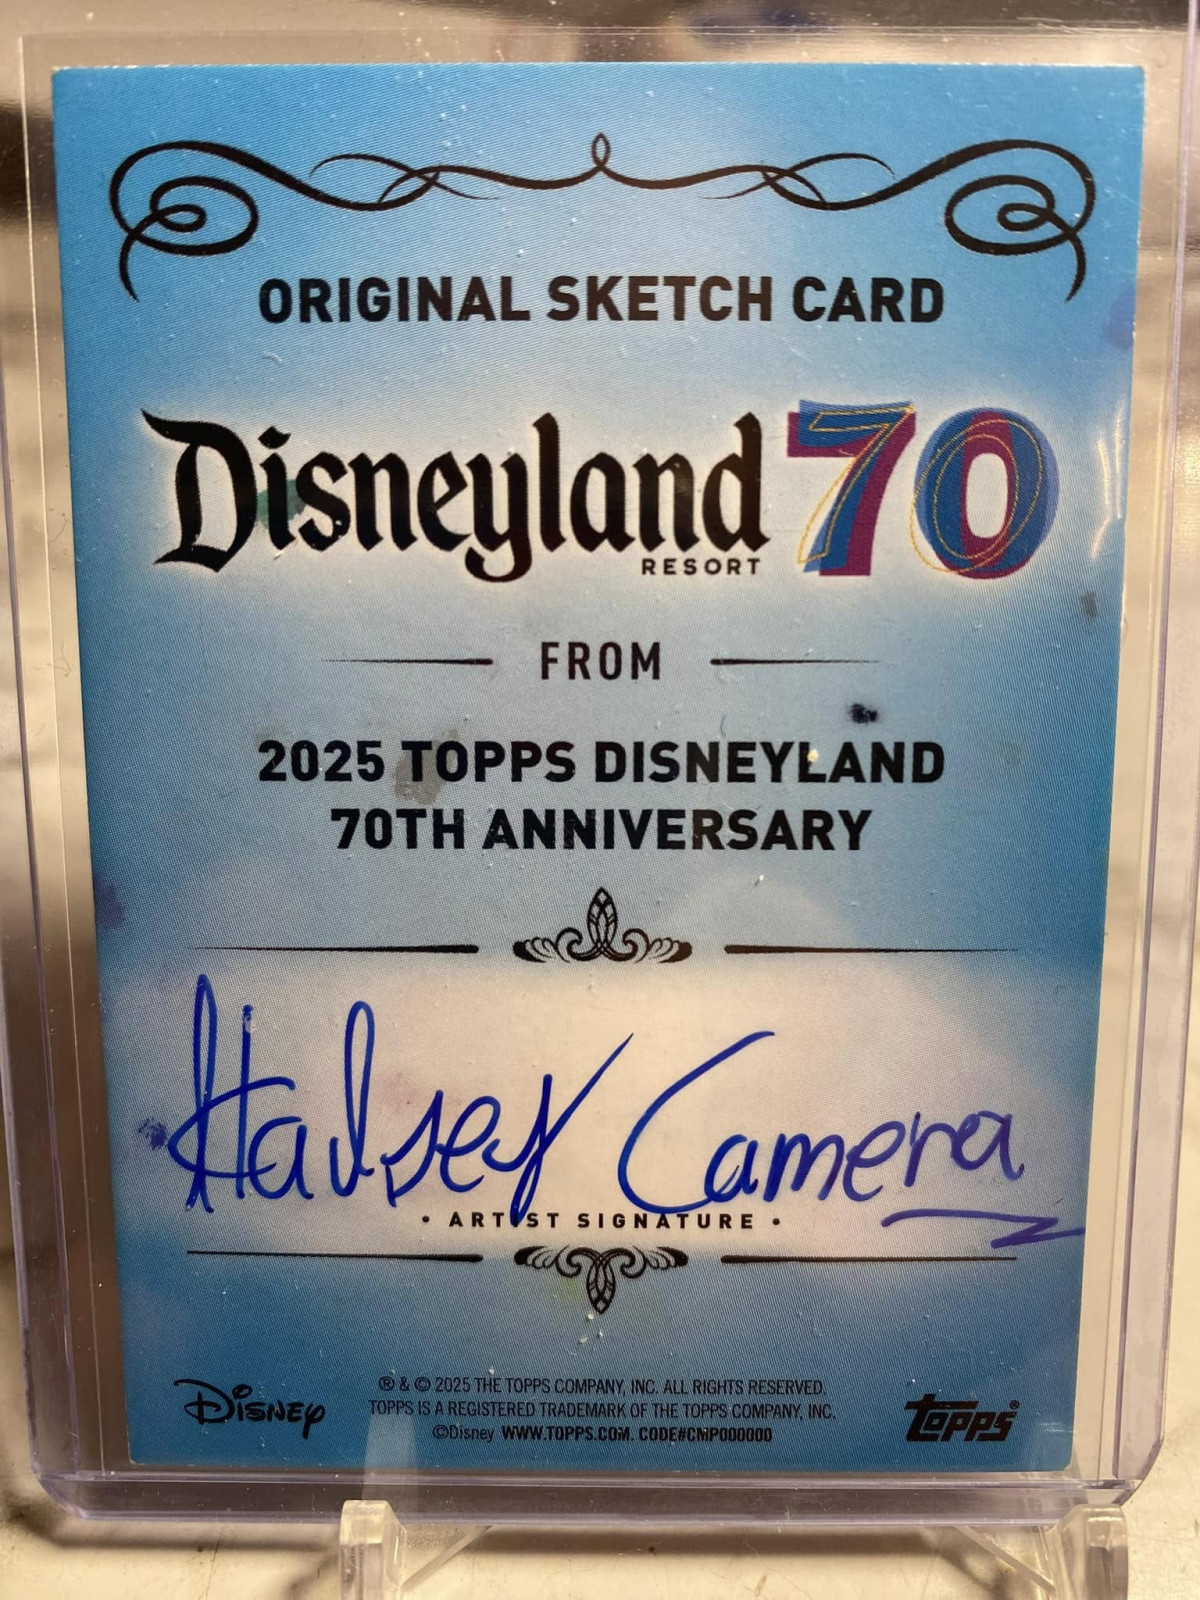 ORIGINAL SKETCH CARD
Disneyland 70
RESORT
FROM
2025 TOPPS DISNEYLAND
70TH ANNIVERSARY
Halsey Camera
• ARTIST SIGNATURE •
® & © 2025 THE TOPPS COMPANY, INC. ALL RIGHTS RESERVED.
TOPPS IS A REGISTERED TRADEMARK OF THE TOPPS COMPANY, INC.
©Disney WWW.TOPPS.COM. CODE#CMP000000
Disney
topps®